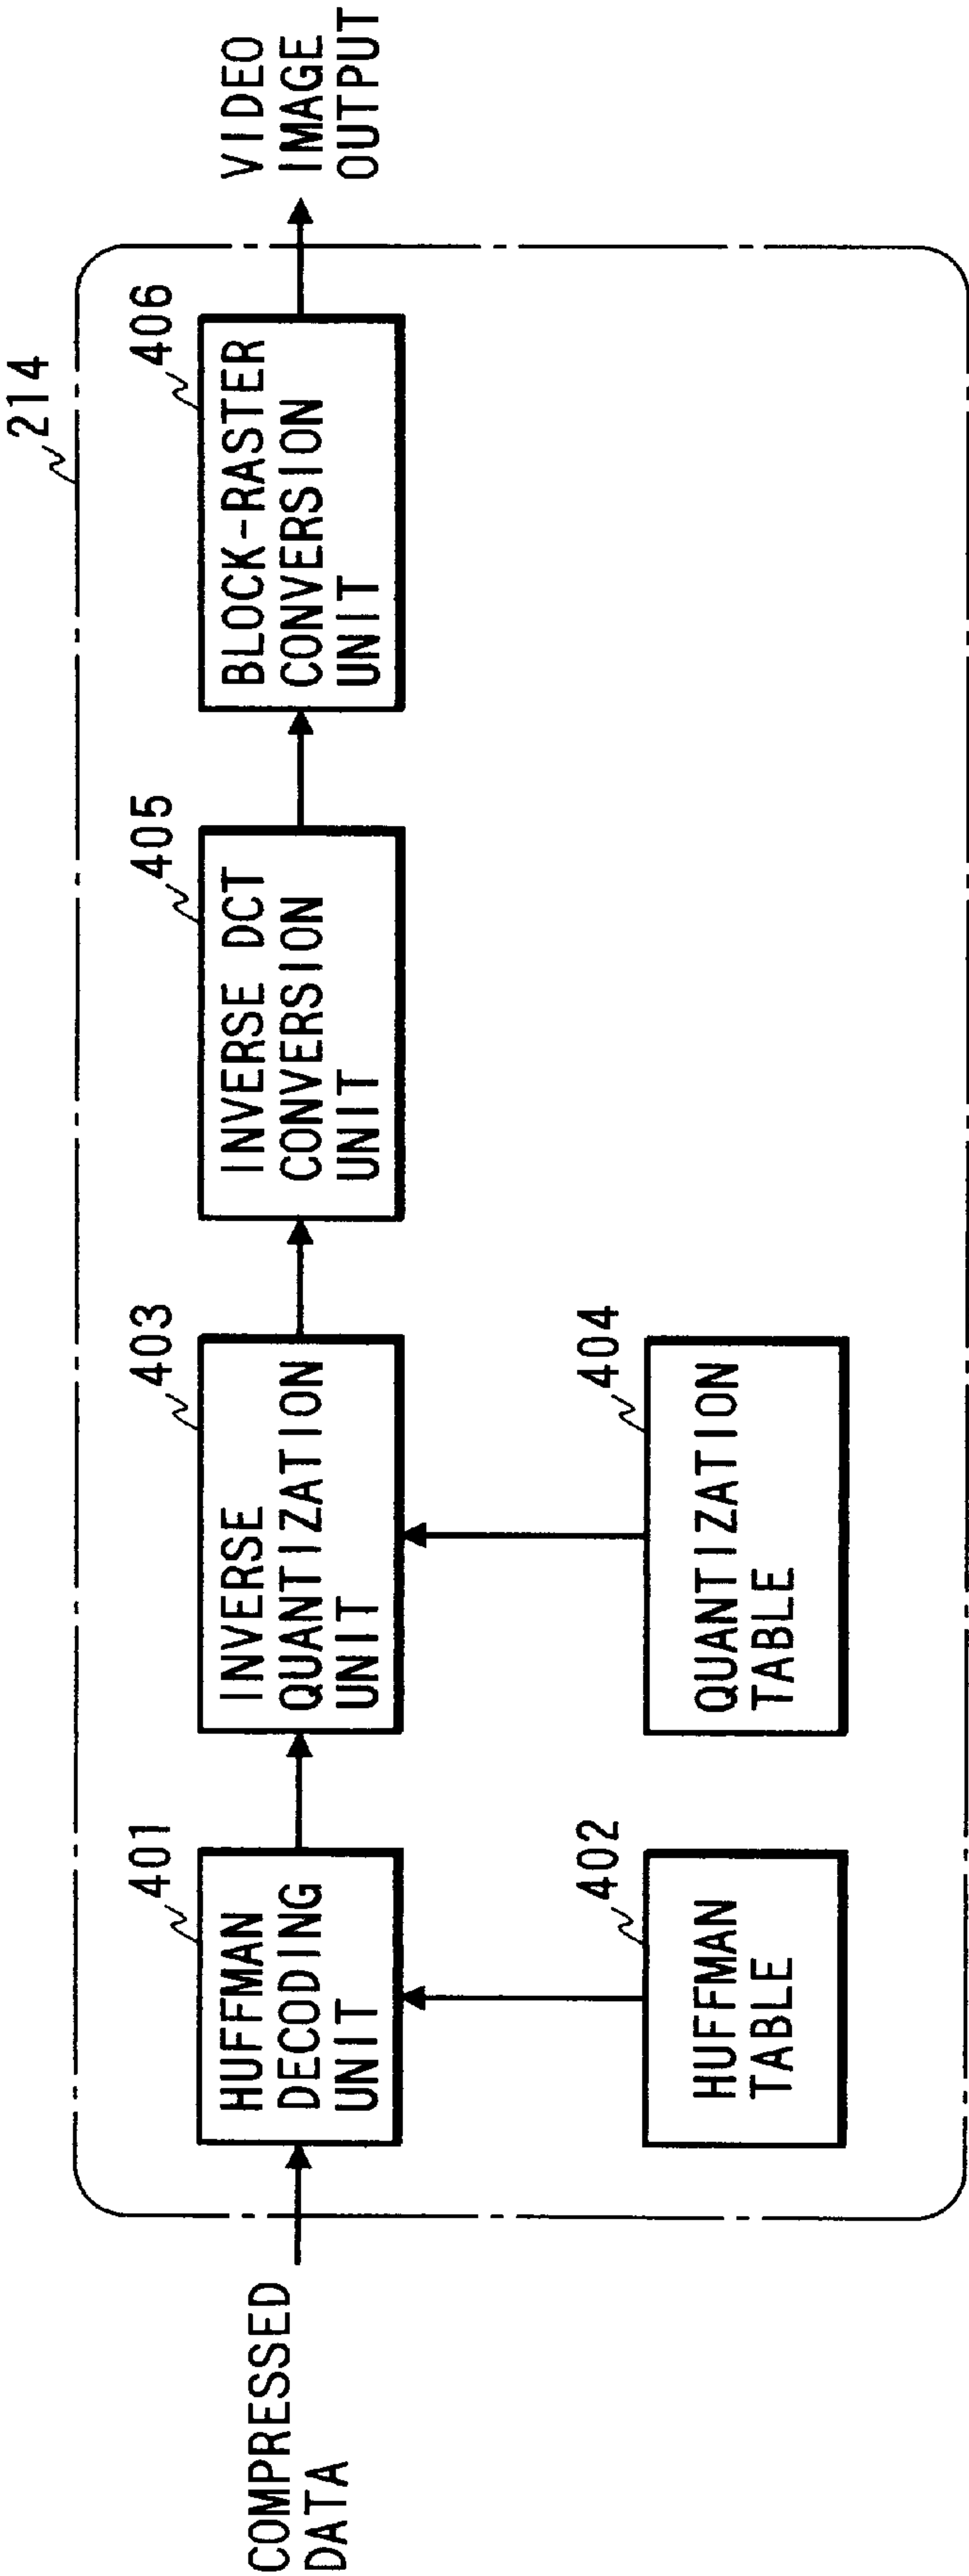 214
COMPRESSED
DATA
401
HUFFMAN
DECODING
UNIT
403
INVERSE
QUANTIZATION
UNIT
405
INVERSE DCT
CONVERSION
UNIT
406
BLOCK-RASTER
CONVERSION
UNIT
VIDEO
IMAGE
OUTPUT
402
HUFFMAN
TABLE
404
QUANTIZATION
TABLE